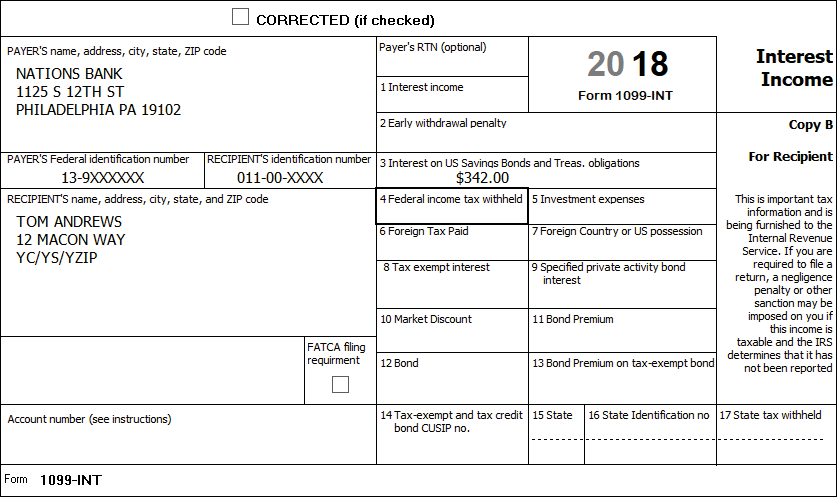 CORRECTED (if checked)
PAYER'S name, address, city, state, ZIP code
NATIONS BANK
1125 S 12TH ST
PHILADELPHIA PA 19102
Payer's RTN (optional)
1 Interest income
2018
Form 1099-INT
Interest
Income
2 Early withdrawal penalty
Copy B
For Recipient
PAYER'S Federal identification number
13-9XXXXXX
RECIPIENT'S identification number
011-00-XXXX
3 Interest on US Savings Bonds and Treas. obligations
$342.00
RECIPIENT'S name, address, city, state, and ZIP code
TOM ANDREWS
12 MACON WAY
YC/YS/YZIP
4 Federal income tax withheld
5 Investment expenses
6 Foreign Tax Paid
7 Foreign Country or US possession
8 Tax exempt interest
9 Specified private activity bond
interest
10 Market Discount
11 Bond Premium
This is important tax
information and is
being furnished to the
Internal Revenue
Service. If you are
required to file a
return, a negligence
penalty or other
sanction may be
imposed on you if
this income is
taxable and the IRS
determines that it has
not been reported
FATCA filing
requirment
12 Bond
13 Bond Premium on tax-exempt bond
Account number (see instructions)
14 Tax-exempt and tax credit
bond CUSIP no.
15 State
16 State Identification no
17 State tax withheld
Form 1099-INT